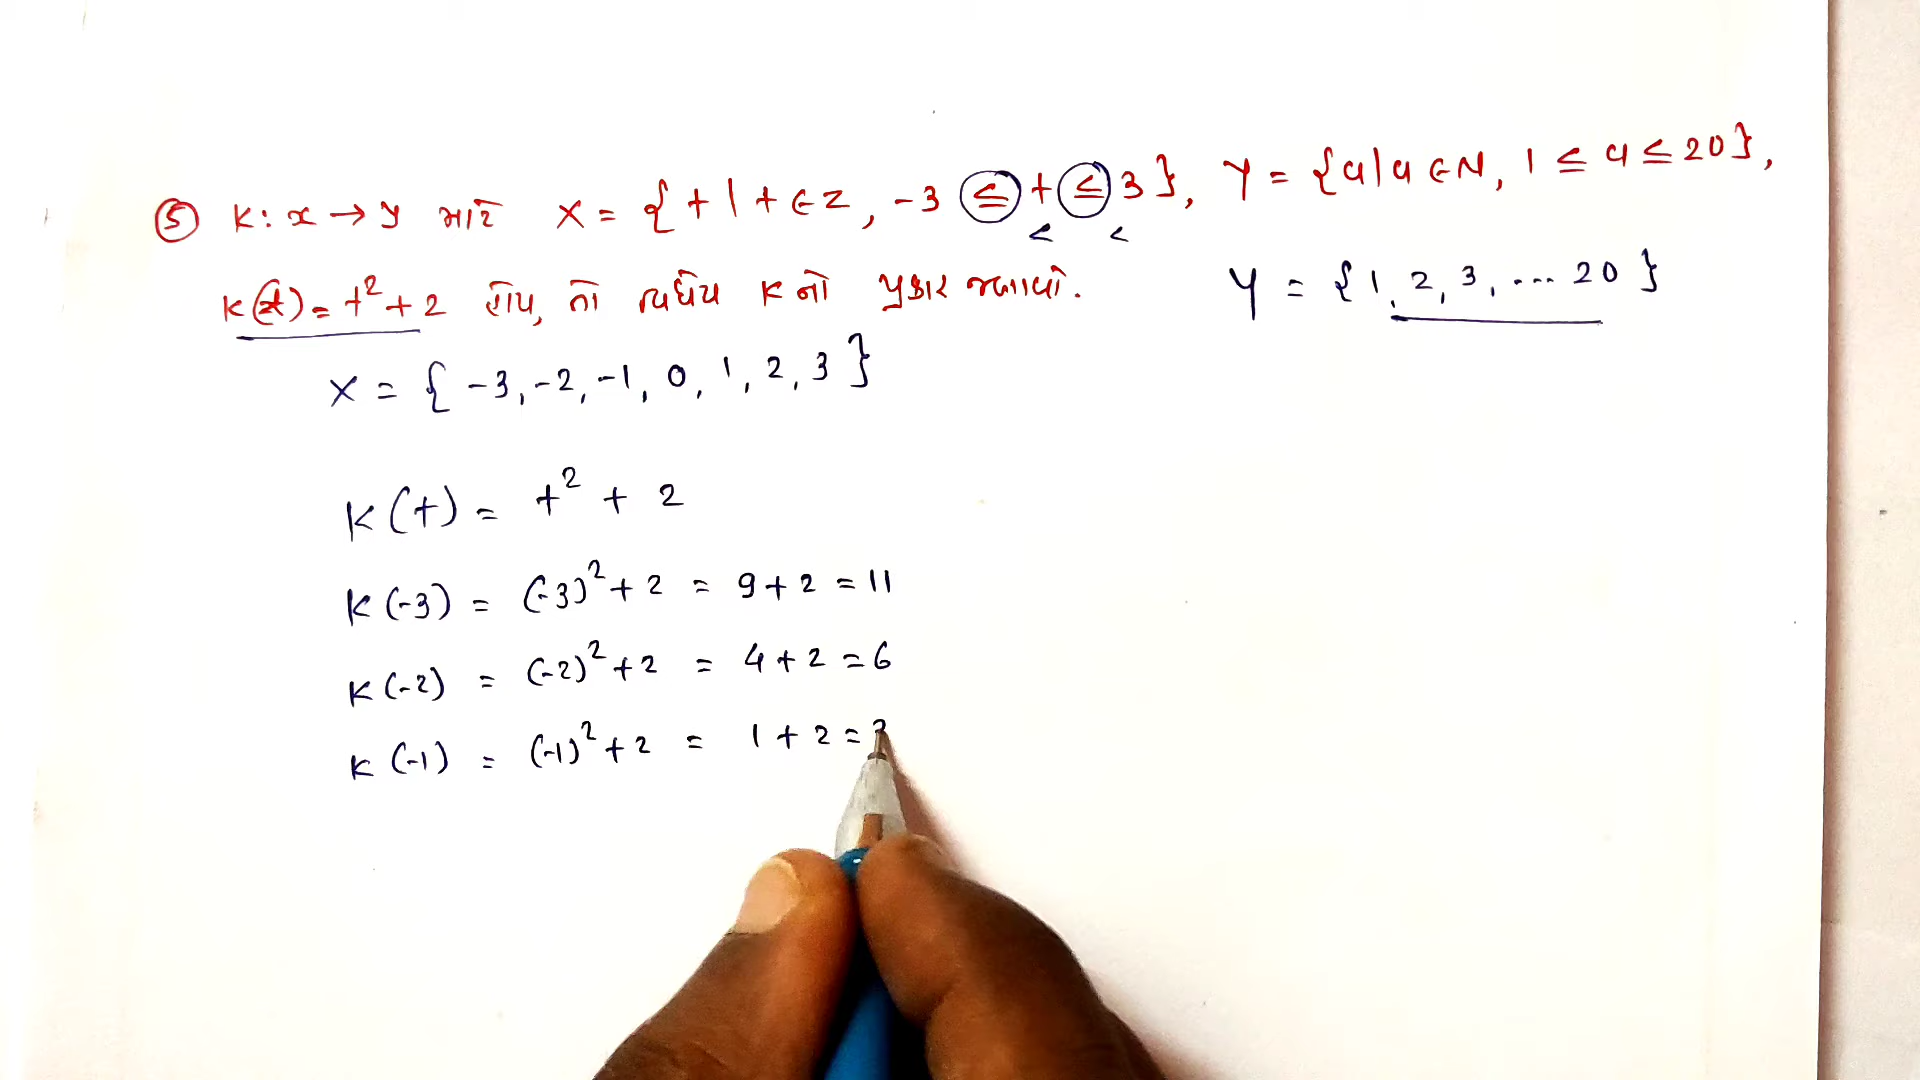 ⑤ K: x → y માટે X = {t | t ∈ Z, -3 ≤ t ≤ 3}, Y = {y | y ∈ N, 1 ≤ y ≤ 20},
< <
K(t) = t² + 2 હોય, તો વિધેય K નો પ્રકાર જણાવો. Y = {1, 2, 3, ... 20}
X = {-3, -2, -1, 0, 1, 2, 3}
K(t) = t² + 2
K(-3) = (-3)² + 2 = 9 + 2 = 11
K(-2) = (-2)² + 2 = 4 + 2 = 6
K(-1) = (-1)² + 2 = 1 + 2 = 3